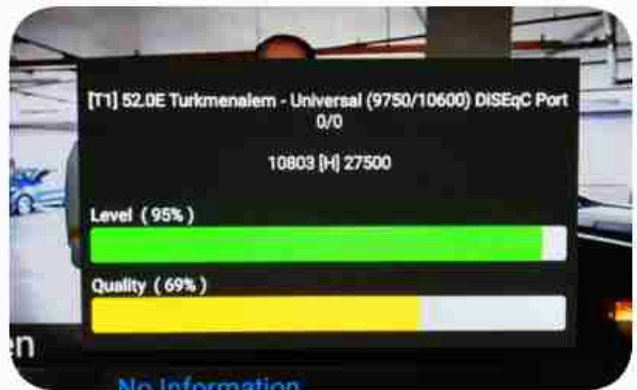 [T1] 52.0E Turkmenalem - Universal (9750/10600) DiSEqC Port
0/0
10803 [H] 27500
Level ( 95% )
Quality ( 69% )
en
No Information